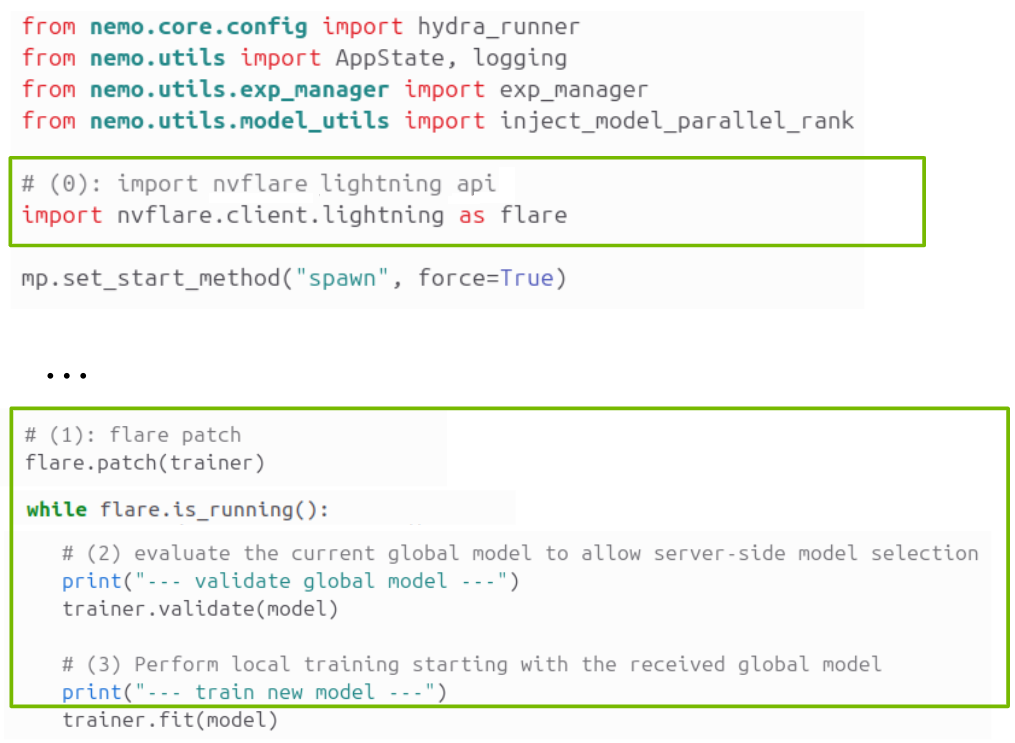 from nemo.core.config import hydra_runner
from nemo.utils import AppState, logging
from nemo.utils.exp_manager import exp_manager
from nemo.utils.model_utils import inject_model_parallel_rank
# (0): import nvflare lightning api
import nvflare.client.lightning as flare
mp.set_start_method("spawn", force=True)
...
# (1): flare patch
flare.patch(trainer)
while flare.is_running():
# (2) evaluate the current global model to allow server-side model selection
print("--- validate global model ---")
trainer.validate(model)
# (3) Perform local training starting with the received global model
print("--- train new model ---")
trainer.fit(model)